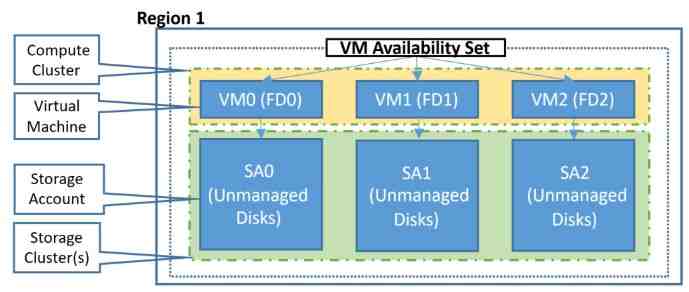 Region 1
VM Availability Set
Compute
Cluster
Virtual
Machine
Storage
Account
Storage
Cluster(s)
VM0 (FD0)
VM1 (FD1)
VM2 (FD2)
SA0
(Unmanaged
Disks)
SA1
(Unmanaged
Disks)
SA2
(Unmanaged
Disks)